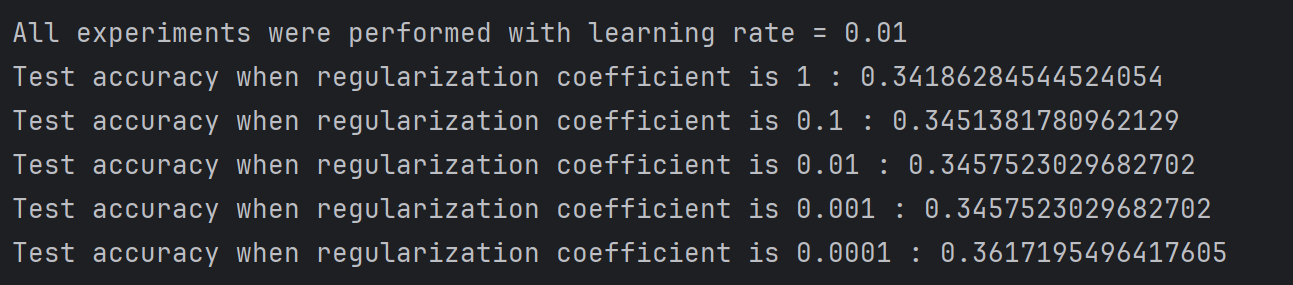 All experiments were performed with learning rate = 0.01
Test accuracy when regularization coefficient is 1 : 0.34186284544524054
Test accuracy when regularization coefficient is 0.1 : 0.3451381780962129
Test accuracy when regularization coefficient is 0.01 : 0.3457523029682702
Test accuracy when regularization coefficient is 0.001 : 0.3457523029682702
Test accuracy when regularization coefficient is 0.0001 : 0.3617195496417605